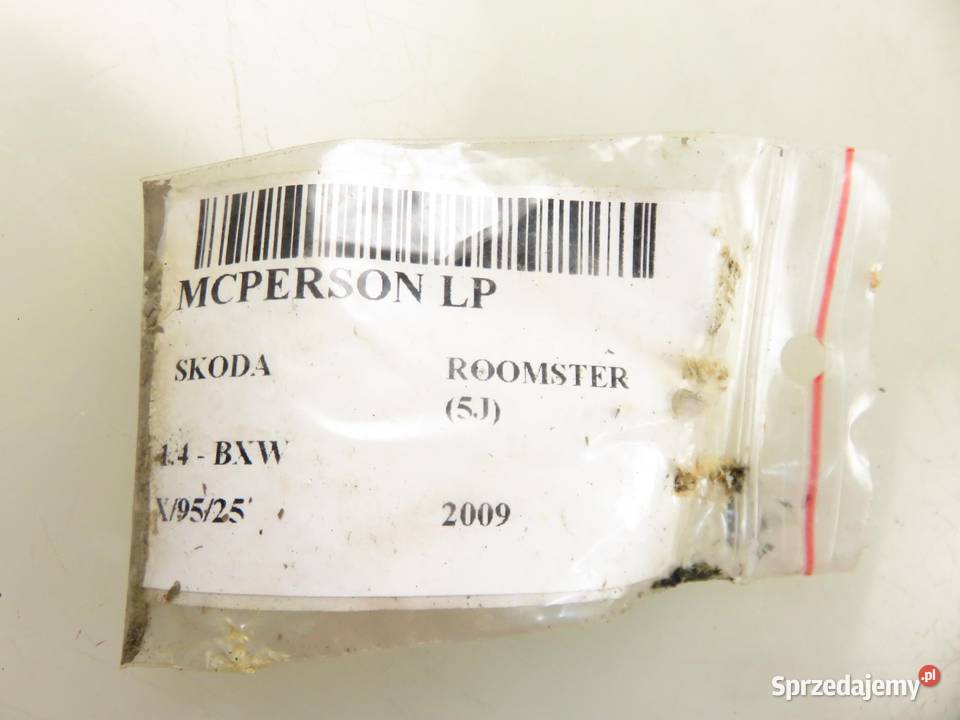 MCPERSON LP
SKODA ROOMSTER
(5J)
1.4 - BXW
X/95/25 2009
Sprzedajemy.pl